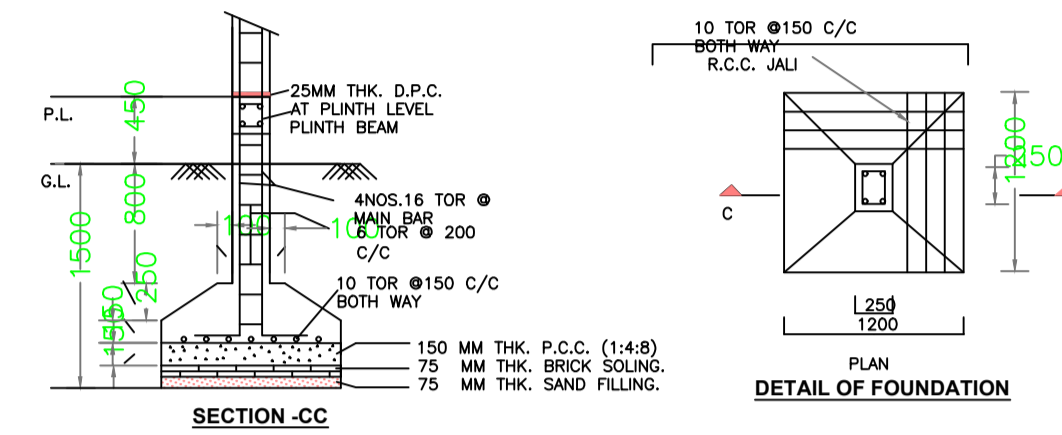 25MM THK. D.P.C.
AT PLINTH LEVEL
PLINTH BEAM
P.L.
450
G.L.
800
1500
4NOS.16 TOR @
MAIN BAR
6 TOR @ 200
C/C
100
250
10 TOR @150 C/C
BOTH WAY
150
150 MM THK. P.C.C. (1:4:8)
75 MM THK. BRICK SOLING.
75 MM THK. SAND FILLING.
SECTION -CC
10 TOR @150 C/C
BOTH WAY
R.C.C. JALI
1200
C
250
1200
PLAN
DETAIL OF FOUNDATION